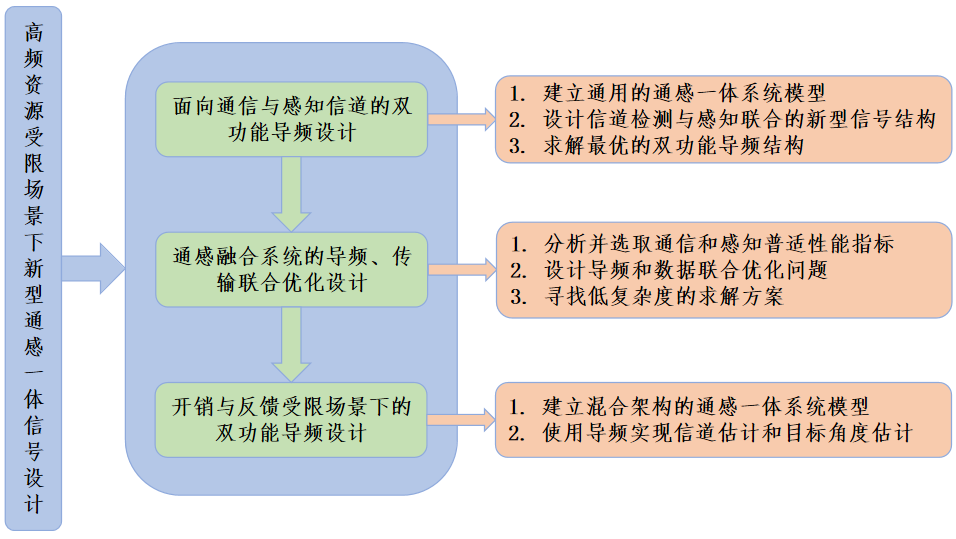 高频资源受限场景下新型通感一体信号设计
面向通信与感知信道的双
功能导频设计
1. 建立通用的通感一体系统模型
2. 设计信道检测与感知联合的新型信号结构
3. 求解最优的双功能导频结构
通感融合系统的导频、传
输联合优化设计
1. 分析并选取通信和感知普适性能指标
2. 设计导频和数据联合优化问题
3. 寻找低复杂度的求解方案
开销与反馈受限场景下的
双功能导频设计
1. 建立混合架构的通感一体系统模型
2. 使用导频实现信道估计和目标角度估计